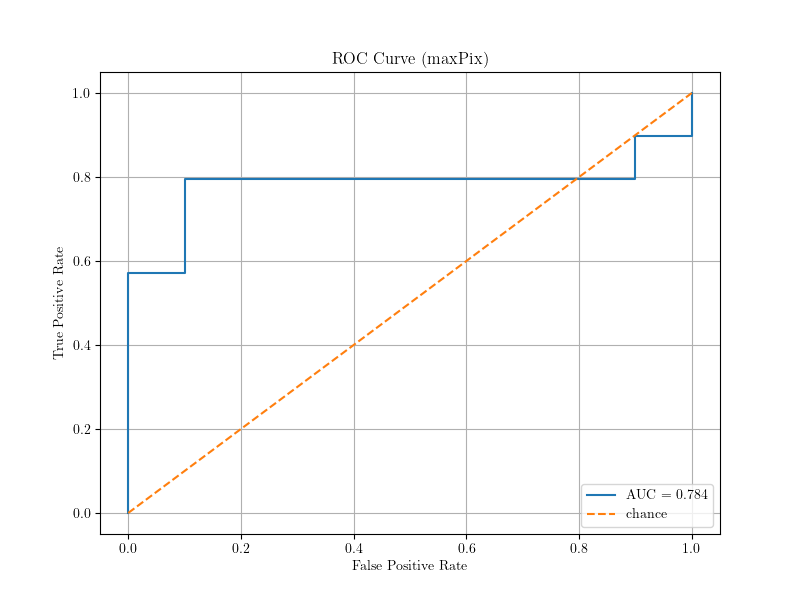 ROC Curve (maxPix)
True Positive Rate
1.0
0.8
0.6
0.4
0.2
0.0
0.0 0.2 0.4 0.6 0.8 1.0
False Positive Rate
AUC = 0.784
chance